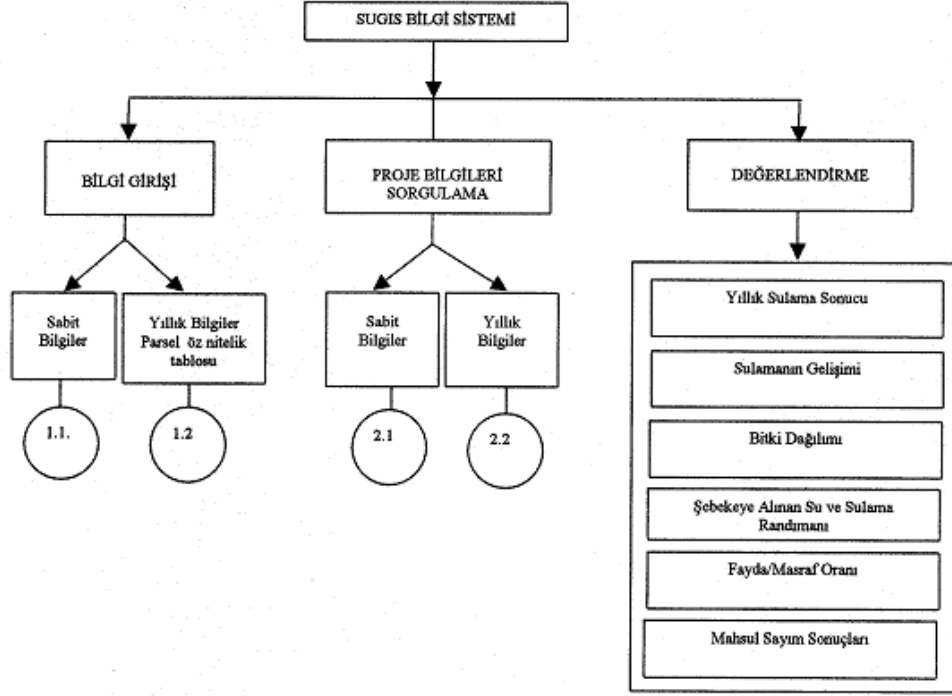 SUGIS BİLGİ SİSTEMİ
BİLGİ GİRİŞİ
PROJE BİLGİLERİ
SORGULAMA
DEĞERLENDİRME
Sabit
Bilgiler
Yıllık Bilgiler
Parsel öz nitelik
tablosu
Sabit
Bilgiler
Yıllık
Bilgiler
1.1.
1.2
2.1
2.2
Yıllık Sulama Sonucu
Sulamanın Gelişimi
Bitki Dağılımı
Şebekeye Alınan Su ve Sulama
Randımanı
Fayda/Masraf Oranı
Mahsul Sayım Sonuçları